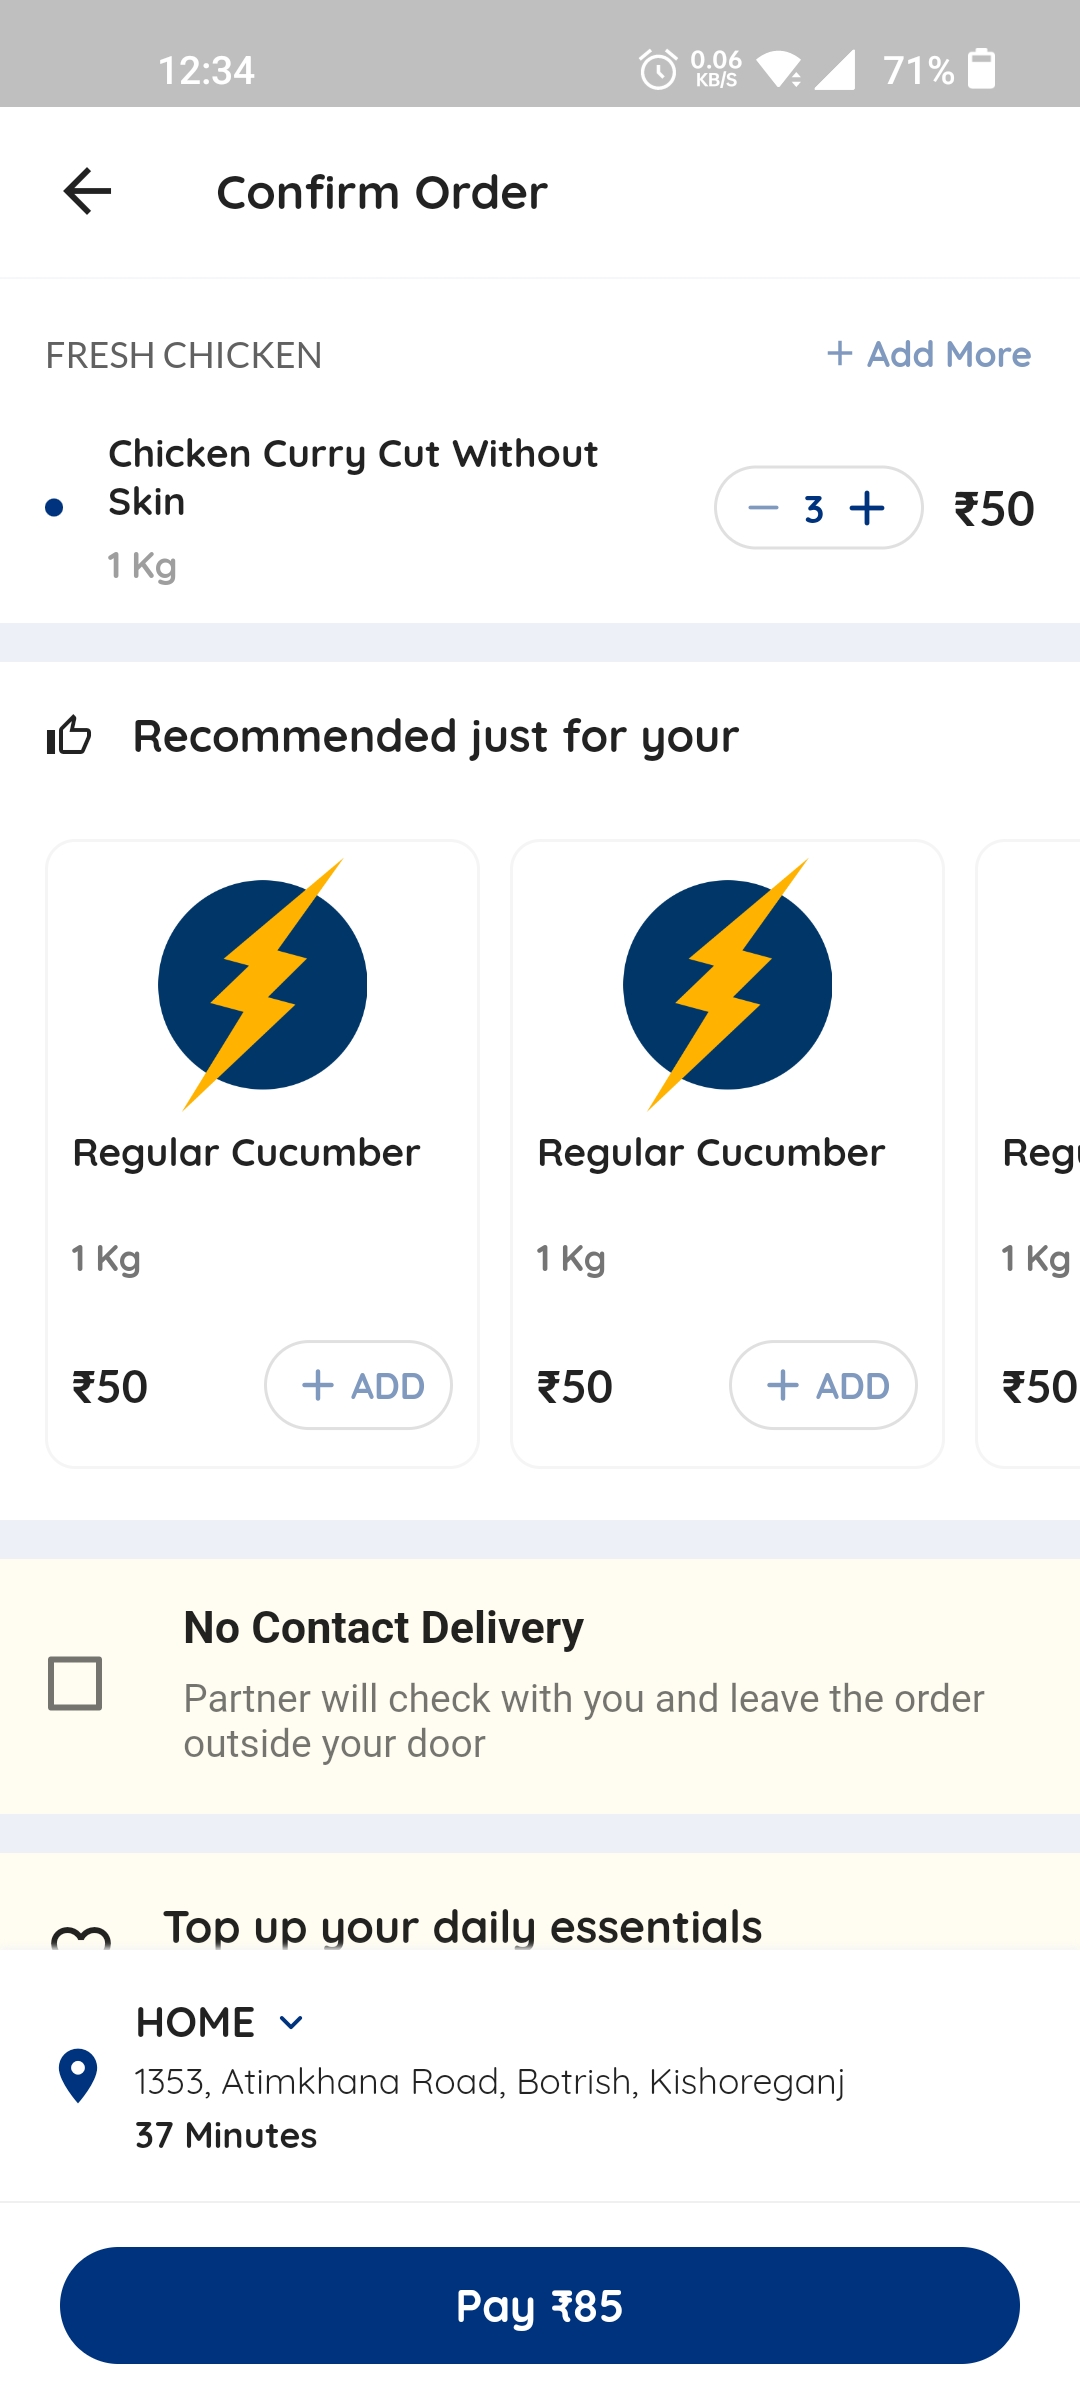 12:34
0.06
KB/S
71%
Confirm Order
FRESH CHICKEN
+ Add More
Chicken Curry Cut Without
Skin
1 Kg
3
₹50
Recommended just for your
Regular Cucumber
1 Kg
₹50
+ ADD
Regular Cucumber
1 Kg
₹50
+ ADD
Regu
1 Kg
₹50
No Contact Delivery
Partner will check with you and leave the order
outside your door
Top up your daily essentials
HOME
1353, Atimkhana Road, Botrish, Kishoreganj
37 Minutes
Pay ₹85